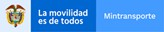 La movilidad
es de todos
Mintransporte